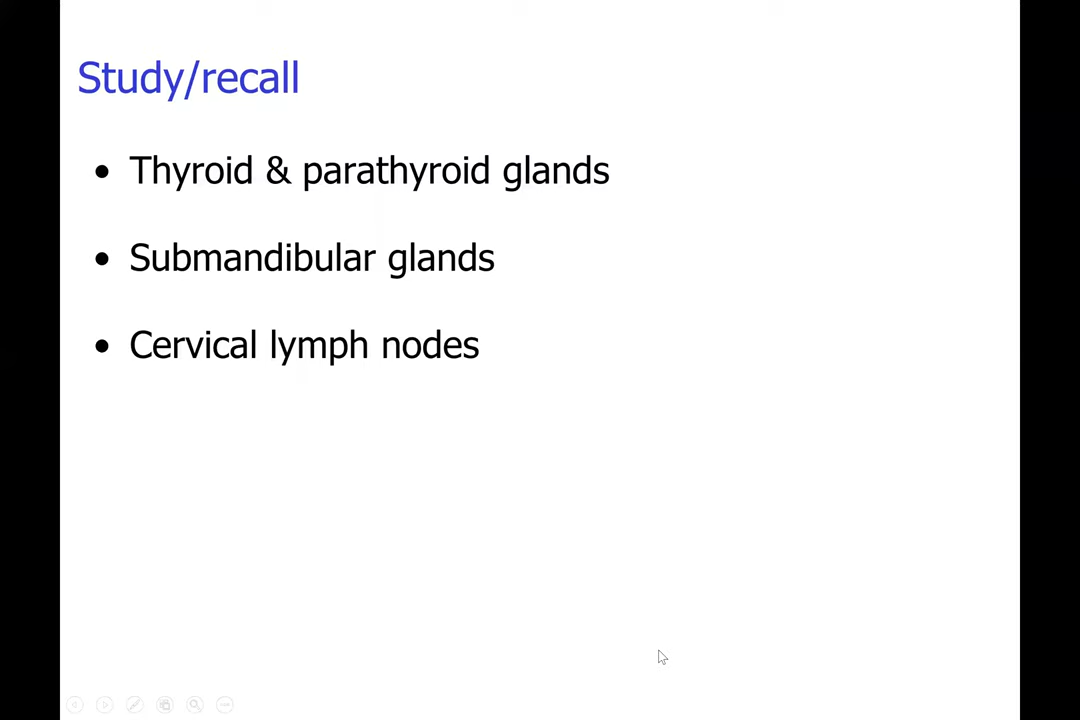 Study/recall
• Thyroid & parathyroid glands
• Submandibular glands
• Cervical lymph nodes